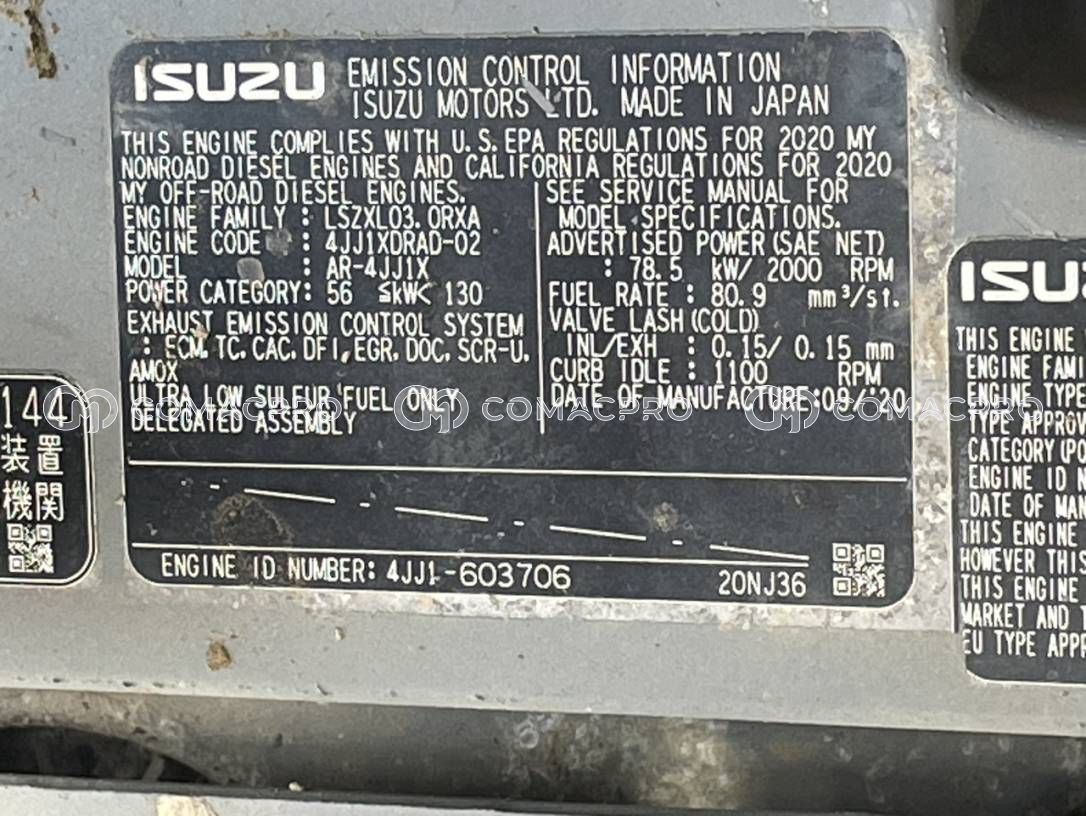 ISUZU EMISSION CONTROL INFORMATION
ISUZU MOTORS LTD. MADE IN JAPAN
THIS ENGINE COMPLIES WITH U.S.EPA REGULATIONS FOR 2020 MY
NONROAD DIESEL ENGINES AND CALIFORNIA REGULATIONS FOR 2020
MY OFF-ROAD DIESEL ENGINES.
ENGINE FAMILY : LSZXL03.0RXA
ENGINE CODE : 4JJ1XDRAD-02
MODEL : AR-4JJ1X
POWER CATEGORY: 56 ≦kW< 130
EXHAUST EMISSION CONTROL SYSTEM
: ECM, TC, CAC, DFI, EGR, DOC, SCR-U,
AMOX
ULTRA LOW SULFUR FUEL ONLY
DELEGATED ASSEMBLY
SEE SERVICE MANUAL FOR
MODEL SPECIFICATIONS.
ADVERTISED POWER(SAE NET)
: 78.5 kW/ 2000 RPM
FUEL RATE : 80.9 mm³/st.
VALVE LASH(COLD)
INL/EXH : 0.15/ 0.15 mm
CURB IDLE : 1100 RPM
DATE OF MANUFACTURE: /20
ENGINE ID NUMBER: 4JJ1-603706 20NJ36
144
装置
機関
ISUZ
THIS ENGINE
ENGINE FAMI
ENGINE TYPE
TYPE APPROV
CATEGORY(PO
ENGINE ID N
DATE OF MAN
THIS ENGINE
HOWEVER THIS
THIS ENGINE
MARKET AND T
EU TYPE APPR
COMACPRO COMACPRO COMACPRO